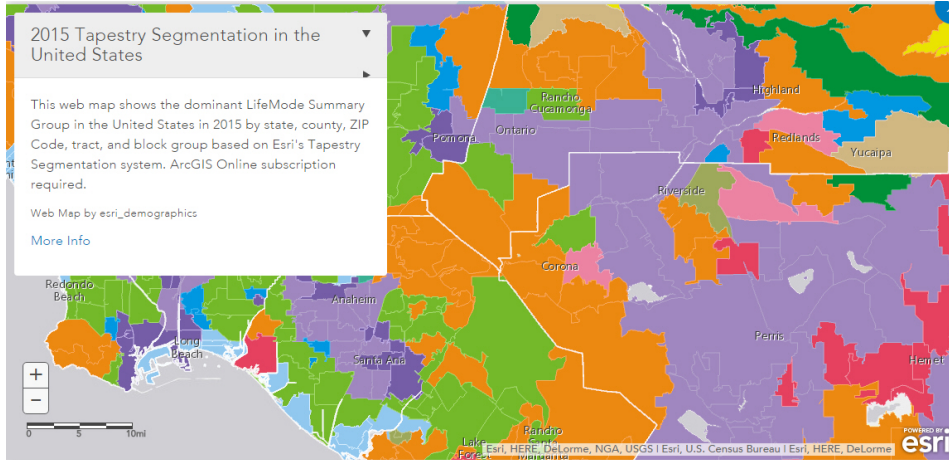 2015 Tapestry Segmentation in the
United States
This web map shows the dominant LifeMode Summary
Group in the United States in 2015 by state, county, ZIP
Code, tract, and block group based on Esri's Tapestry
Segmentation system. ArcGIS Online subscription
required.
Web Map by esri_demographics
More Info
Highland
Rancho
Cucamonga
Ontario
Pomona
Redlands
Yucaipa
Riverside
Corona
Redondo
Beach
Anaheim
Long
Beach
Santa Ana
Perris
Hemet
+
−
0 5 10mi
Lake
Forest
Rancho
Santa
Esri, HERE, DeLorme, NGA, USGS | Esri, U.S. Census Bureau | Esri, HERE, DeLorme
POWERED BY
esri